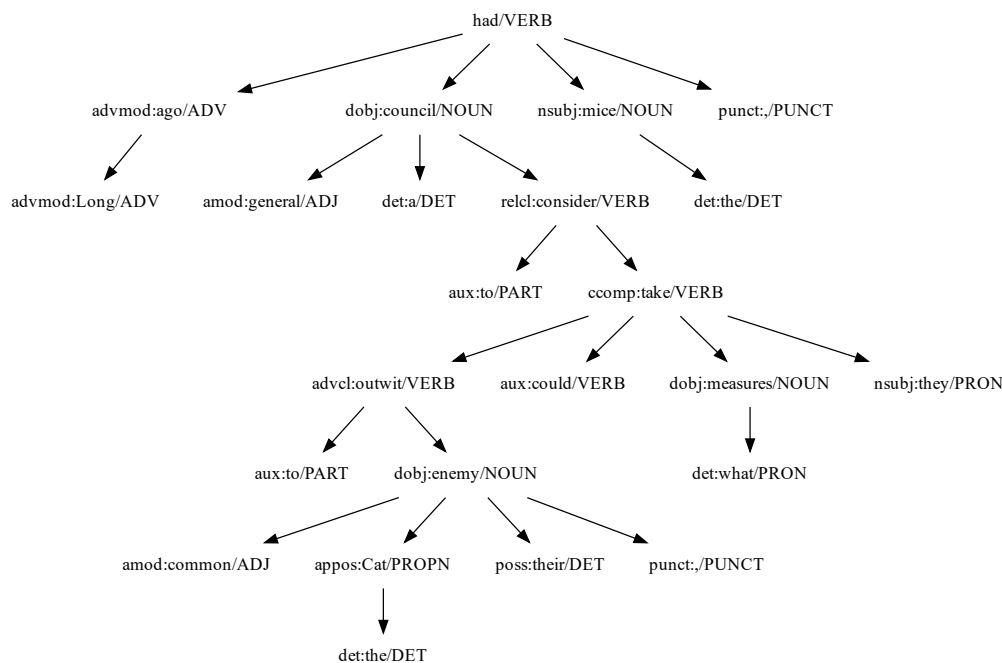 had/VERB
advmod:ago/ADV dobj:council/NOUN nsubj:mice/NOUN punct:,/PUNCT
advmod:Long/ADV amod:general/ADJ det:a/DET relcl:consider/VERB det:the/DET
aux:to/PART ccomp:take/VERB
advcl:outwit/VERB aux:could/VERB dobj:measures/NOUN nsubj:they/PRON
aux:to/PART dobj:enemy/NOUN det:what/PRON
amod:common/ADJ appos:Cat/PROPN poss:their/DET punct:,/PUNCT
det:the/DET